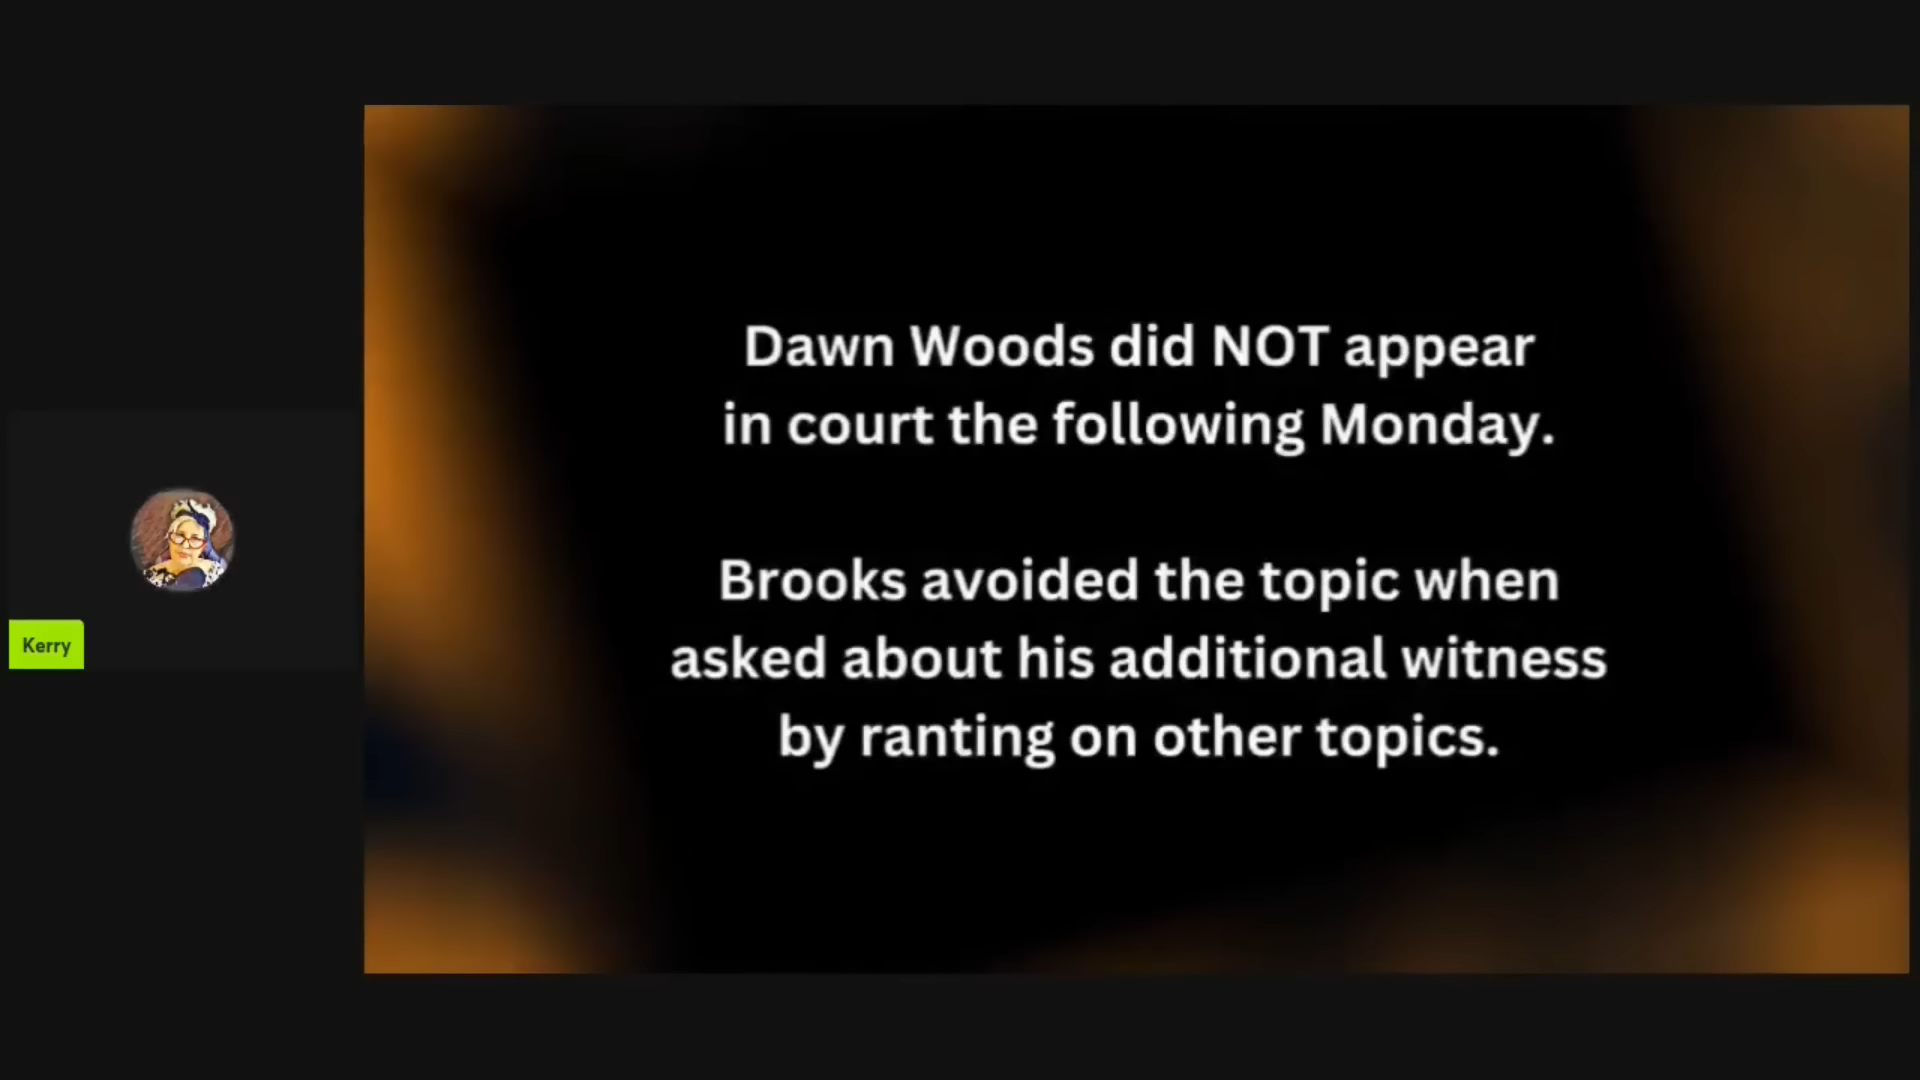 Dawn Woods did NOT appear
in court the following Monday.
Brooks avoided the topic when
asked about his additional witness
by ranting on other topics.
Kerry